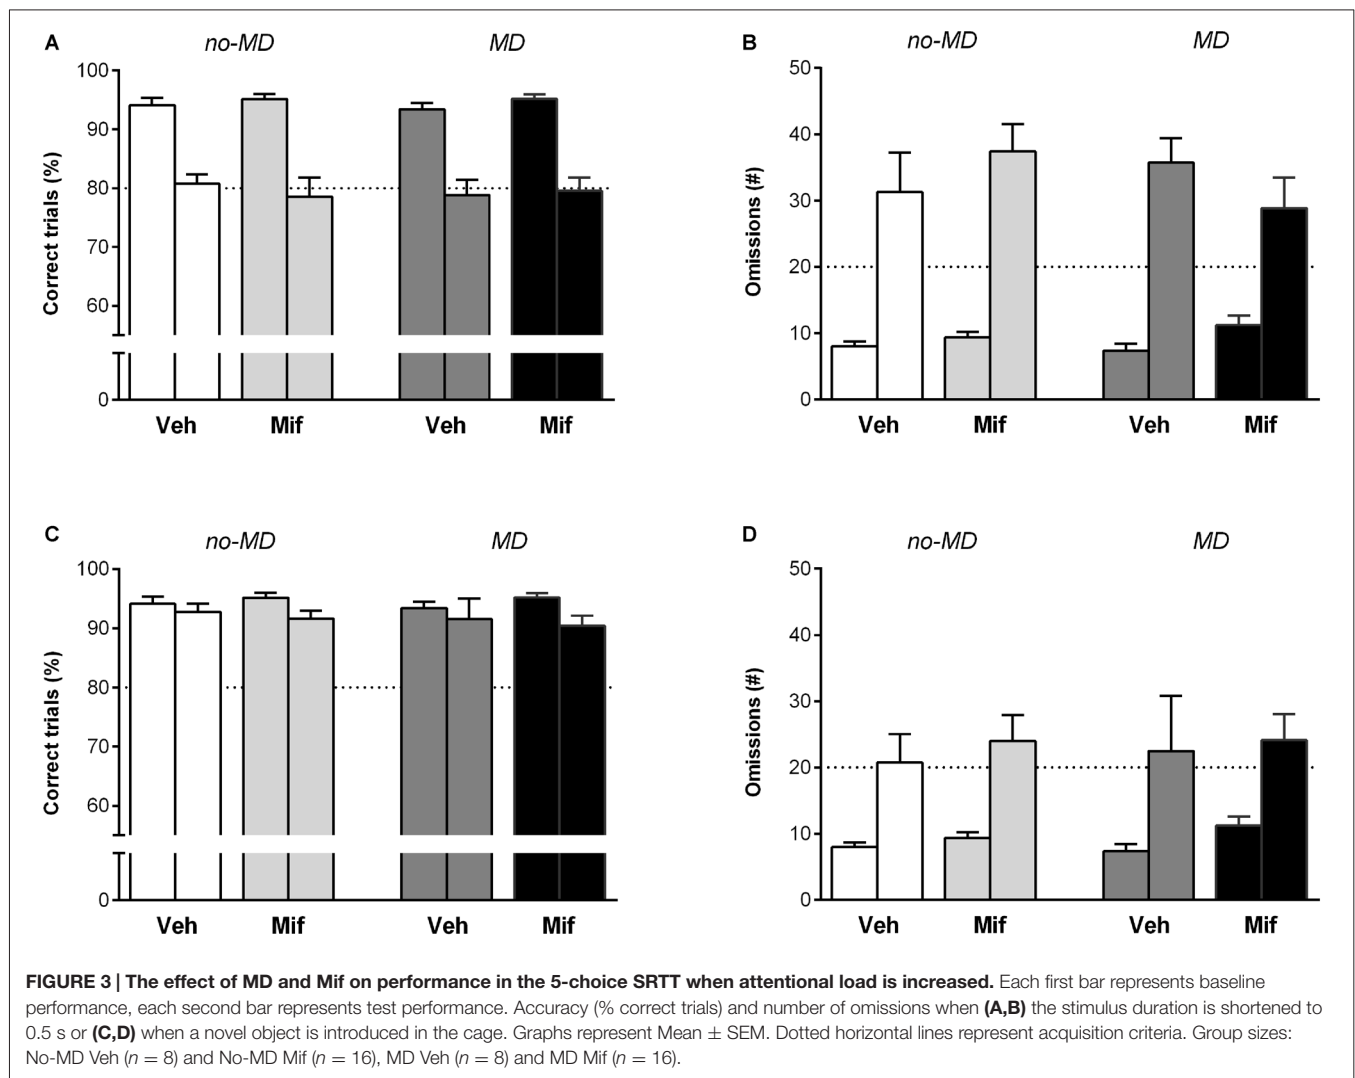 A no-MD MD
100
90
80
70
60
0
Correct trials (%)
Veh Mif Veh Mif
B no-MD MD
50
40
30
20
10
0
Omissions (#)
Veh Mif Veh Mif
C no-MD MD
100
90
80
70
60
0
Correct trials (%)
Veh Mif Veh Mif
D no-MD MD
50
40
30
20
10
0
Omissions (#)
Veh Mif Veh Mif
FIGURE 3 | The effect of MD and Mif on performance in the 5-choice SRTT when attentional load is increased. Each first bar represents baseline
performance, each second bar represents test performance. Accuracy (% correct trials) and number of omissions when (A,B) the stimulus duration is shortened to
0.5 s or (C,D) when a novel object is introduced in the cage. Graphs represent Mean ± SEM. Dotted horizontal lines represent acquisition criteria. Group sizes:
No-MD Veh (n = 8) and No-MD Mif (n = 16), MD Veh (n = 8) and MD Mif (n = 16).